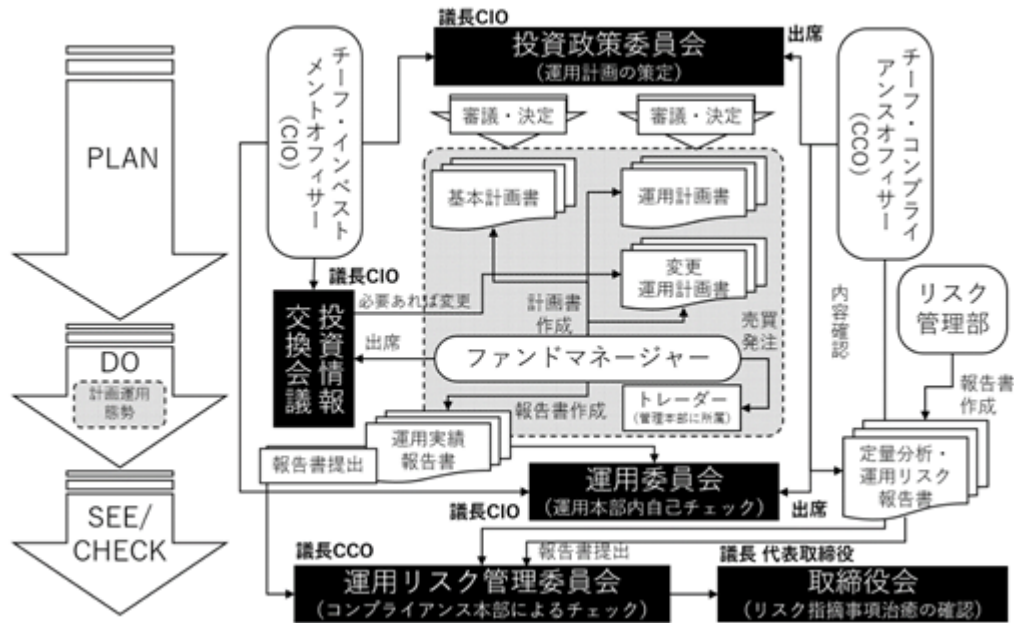 議長CIO
投資政策委員会
(運用計画の策定)
出席
チーフ・インベスト
メントオフィサー
(CIO)
チーフ・コンプライ
アンスオフィサー
(CCO)
PLAN
審議・決定
審議・決定
基本計画書
運用計画書
変更
運用計画書
議長CIO
投資情報
交換会議
必要あれば変更
計画書
作成
売買
発注
内容確認
リスク
管理部
出席
ファンドマネージャー
DO
計画運用
態勢
報告書作成
トレーダー
(管理本部に所属)
報告書
作成
運用実績
報告書
報告書提出
定量分析・
運用リスク
報告書
運用委員会
(運用本部内自己チェック)
議長CIO
出席
SEE/
CHECK
議長CCO
報告書提出
議長 代表取締役
運用リスク管理委員会
(コンプライアンス本部によるチェック)
取締役会
(リスク指摘事項治癒の確認)